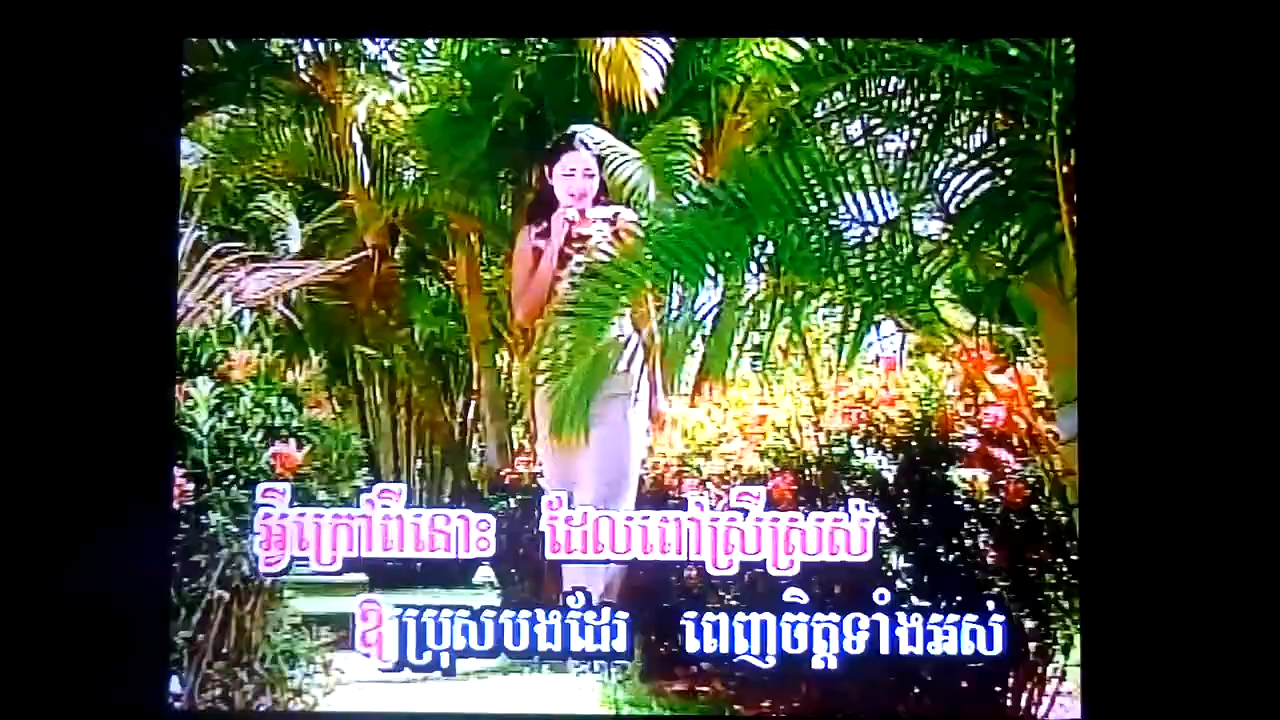 អ្វីក្រៅពីនោះ ដែលពៅស្រីស្រស់
ឱ្យប្រុសបងដែរ ពេញចិត្តទាំងអស់